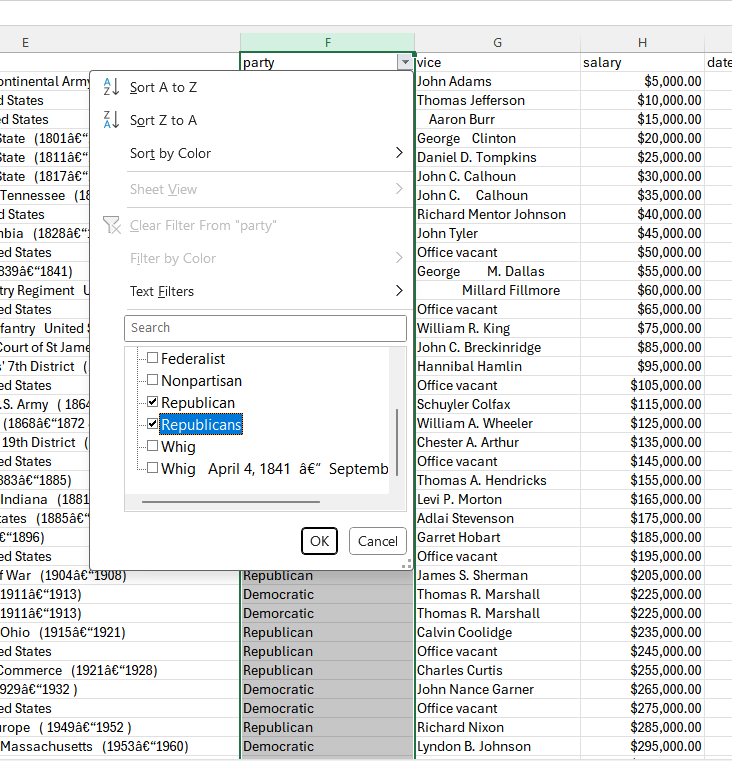 E F G H
party vice salary date
ontinental Army John Adams $5,000.00
d States Thomas Jefferson $10,000.00
ed States Aaron Burr $15,000.00
State (1801â€“ George Clinton $20,000.00
State (1811â€“ Daniel D. Tompkins $25,000.00
State (1817â€“ John C. Calhoun $30,000.00
Tennessee (18 John C. Calhoun $35,000.00
d States Richard Mentor Johnson $40,000.00
mbia (1828â€“ John Tyler $45,000.00
ed States Office vacant $50,000.00
839â€“1841) George M. Dallas $55,000.00
try Regiment U Millard Fillmore $60,000.00
ed States Office vacant $65,000.00
fantry United S William R. King $75,000.00
Court of St Jame John C. Breckinridge $85,000.00
s' 7th District ( Hannibal Hamlin $95,000.00
ed States Office vacant $105,000.00
.S. Army ( 1864 Schuyler Colfax $115,000.00
(1868â€“1872 William A. Wheeler $125,000.00
19th District ( Chester A. Arthur $135,000.00
ed States Office vacant $145,000.00
883â€“1885) Thomas A. Hendricks $155,000.00
Indiana (1881 Levi P. Morton $165,000.00
tates (1885â€“ Adlai Stevenson $175,000.00
€“1896) Garret Hobart $185,000.00
ed States Office vacant $195,000.00
f War (1904â€“1908) Republican James S. Sherman $205,000.00
1911â€“1913) Democratic Thomas R. Marshall $225,000.00
1911â€“1913) Demorcatic Thomas R. Marshall $225,000.00
Ohio (1915â€“1921) Republican Calvin Coolidge $235,000.00
ed States Republican Office vacant $245,000.00
Commerce (1921â€“1928) Republican Charles Curtis $255,000.00
929â€“1932 ) Democratic John Nance Garner $265,000.00
ed States Democratic Office vacant $275,000.00
urope ( 1949â€“1952 ) Republican Richard Nixon $285,000.00
Massachusetts (1953â€“1960) Democratic Lyndon B. Johnson $295,000.00
Sort A to Z
Sort Z to A
Sort by Color
Sheet View
Clear Filter From "party"
Filter by Color
Text Filters
Search
Federalist
Nonpartisan
Republican
Republicans
Whig
Whig April 4, 1841 â€“ Septemb
OK Cancel